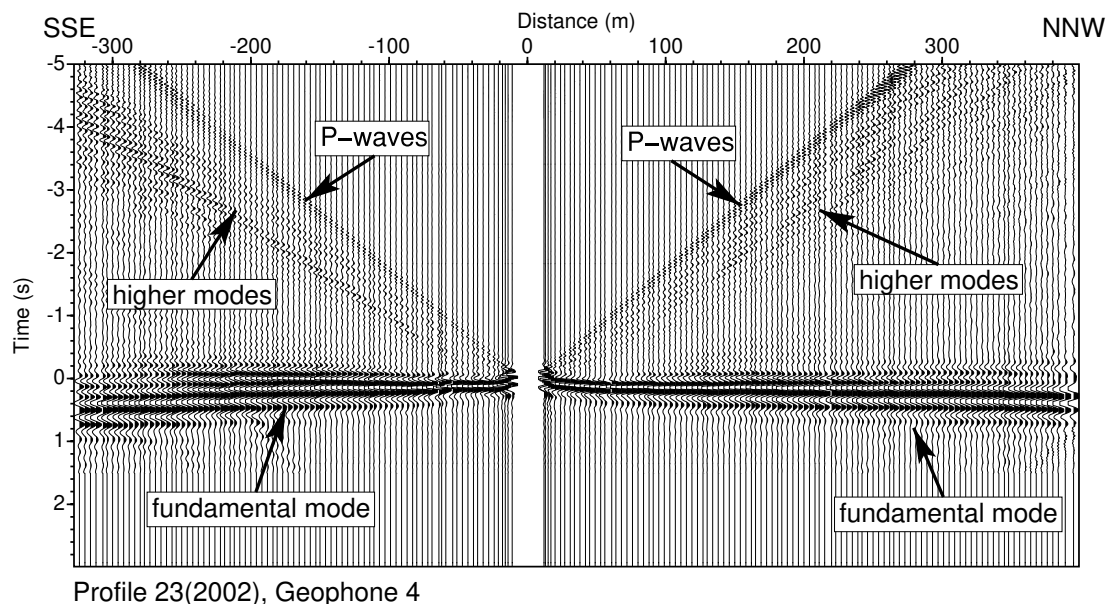 Distance (m)
SSE
NNW
-300 -200 -100 0 100 200 300
-5
-4
-3
-2
-1
0
1
2
Time (s)
P−waves
P−waves
higher modes
higher modes
fundamental mode
fundamental mode
Profile 23(2002), Geophone 4